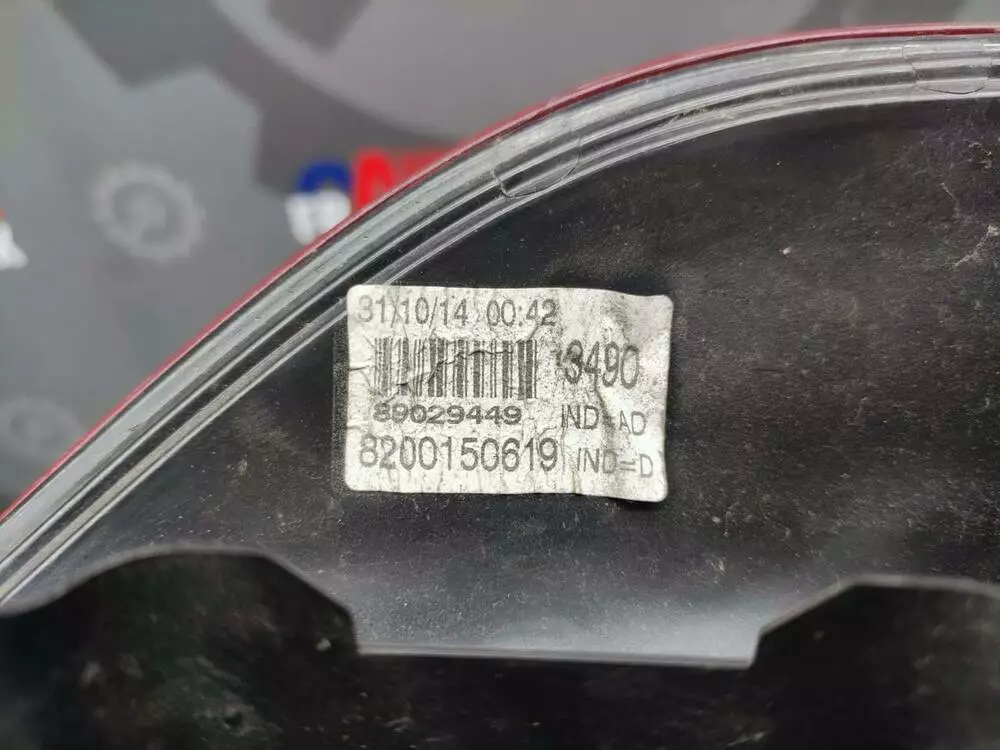 31/10/14 00:42
3490
89029449 IND=AD
8200150619 IND=D